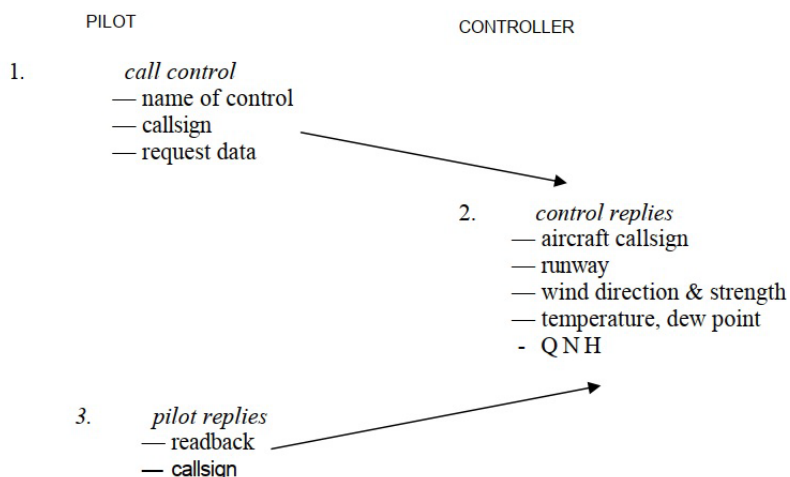 PILOT
CONTROLLER
1. call control
— name of control
— callsign
— request data
2. control replies
— aircraft callsign
— runway
— wind direction & strength
— temperature, dew point
- QNH
3. pilot replies
— readback
— callsign